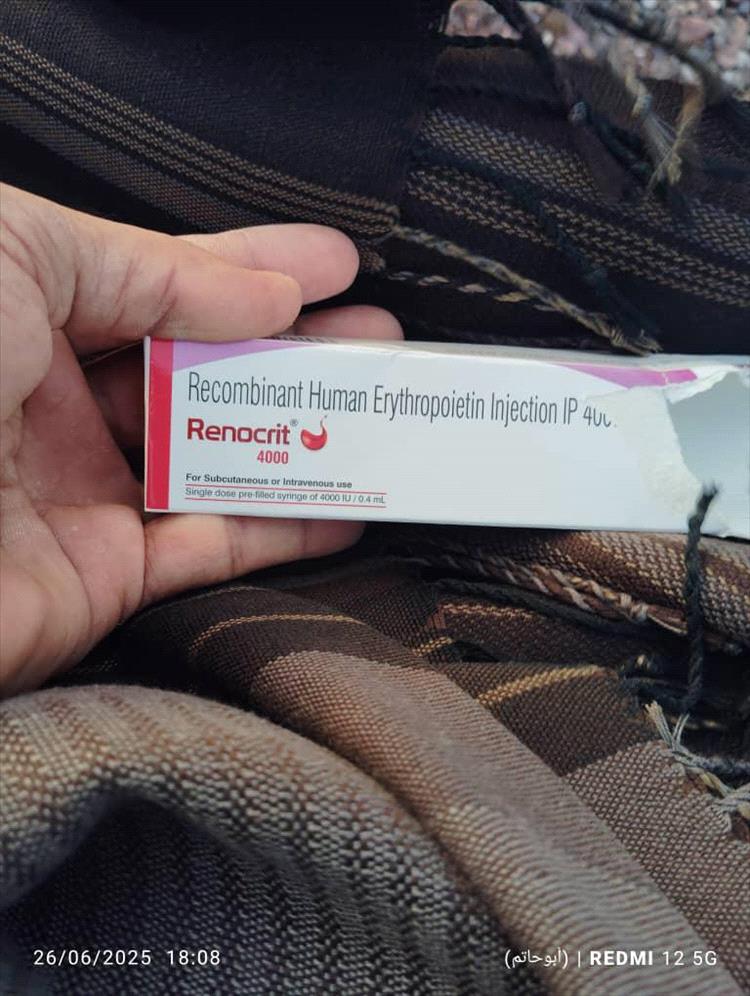 Recombinant Human Erythropoietin Injection IP
Renocrit®
4000
For Subcutaneous or Intravenous use
Single dose pre-filled syringe of 4000 IU / 0.4 mL
26/06/2025 18:08
(أبوحاتم) | REDMI 12 5G